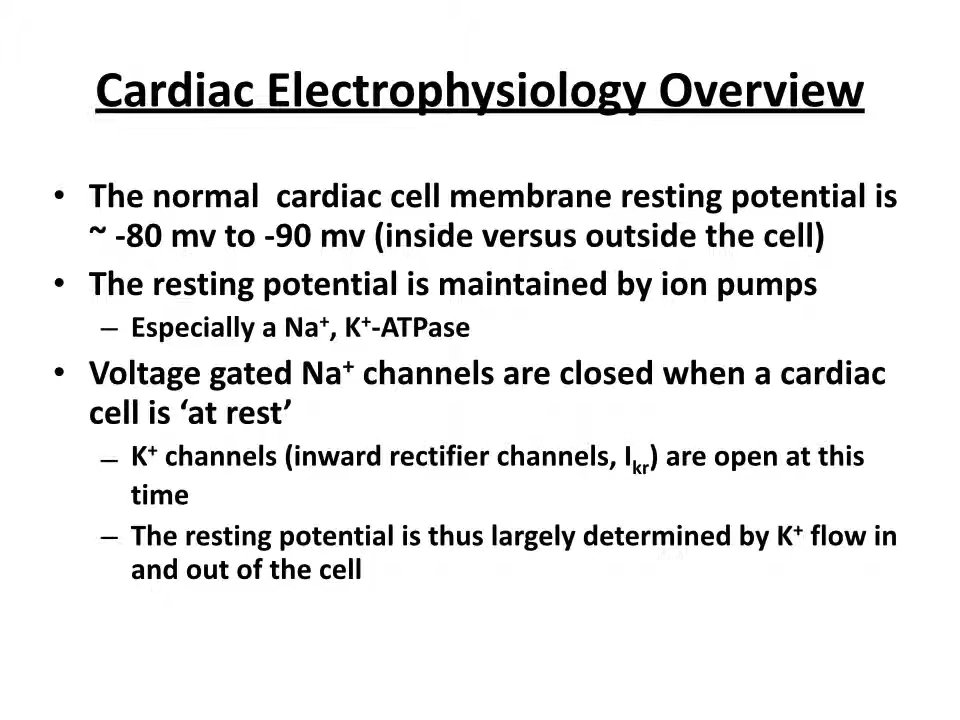 Cardiac Electrophysiology Overview
• The normal cardiac cell membrane resting potential is
~ -80 mv to -90 mv (inside versus outside the cell)
• The resting potential is maintained by ion pumps
– Especially a Na⁺, K⁺-ATPase
• Voltage gated Na⁺ channels are closed when a cardiac
cell is ‘at rest’
– K⁺ channels (inward rectifier channels, Iₖᵣ) are open at this
time
– The resting potential is thus largely determined by K⁺ flow in
and out of the cell